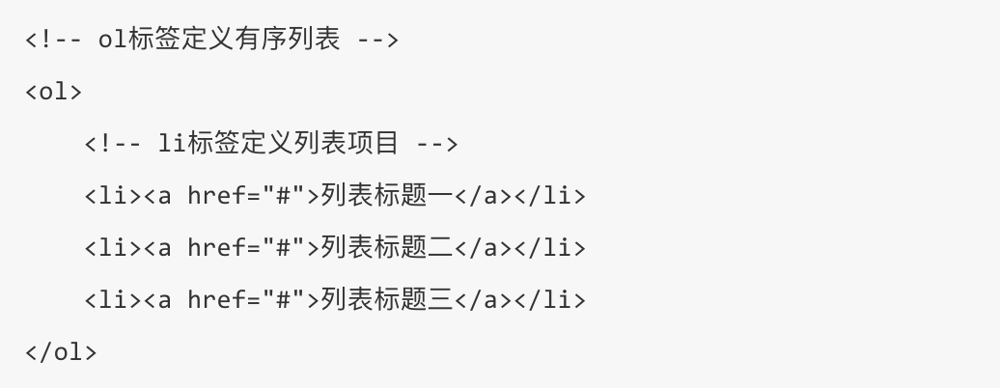 <!-- ol标签定义有序列表 -->
<ol>
    <!-- li标签定义列表项目 -->
    <li><a href="#">列表标题一</a></li>
    <li><a href="#">列表标题二</a></li>
    <li><a href="#">列表标题三</a></li>
</ol>